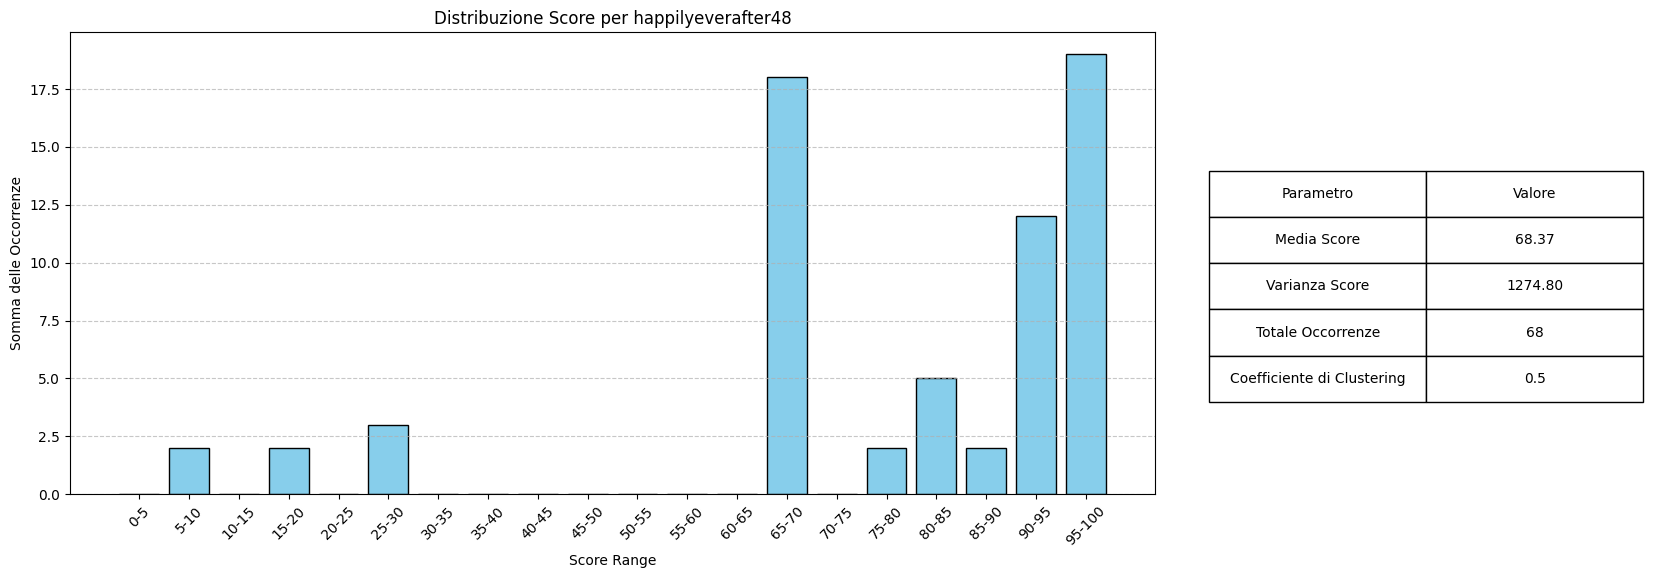 Distribuzione Score per happilyeverafter48
Somma delle Occorrenze
17.5
15.0
12.5
10.0
7.5
5.0
2.5
0.0
0-5 5-10 10-15 15-20 20-25 25-30 30-35 35-40 40-45 45-50 50-55 55-60 60-65 65-70 70-75 75-80 80-85 85-90 90-95 95-100
Score Range
Parametro Valore
Media Score 68.37
Varianza Score 1274.80
Totale Occorrenze 68
Coefficiente di Clustering 0.5